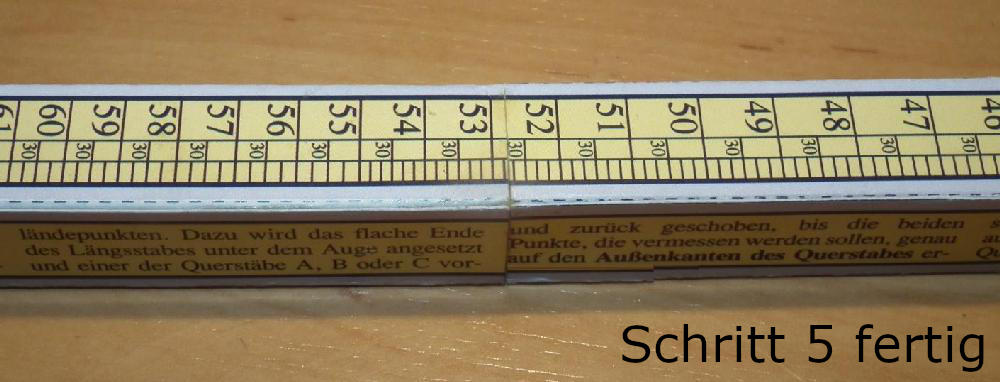 61 60 59 58 57 56 55 54 53 52 51 50 49 48 47 46
30 30 30 30 30 30 30 30 30 30 30 30 30 30
ländepunkten. Dazu wird das flache Ende
des Längsstabes unter dem Auge angesetzt
und einer der Querstäbe A, B oder C vor-
und zurück geschoben, bis die beiden
Punkte, die vermessen werden sollen, genau
auf den Außenkanten des Querstabes er-
Schritt 5 fertig